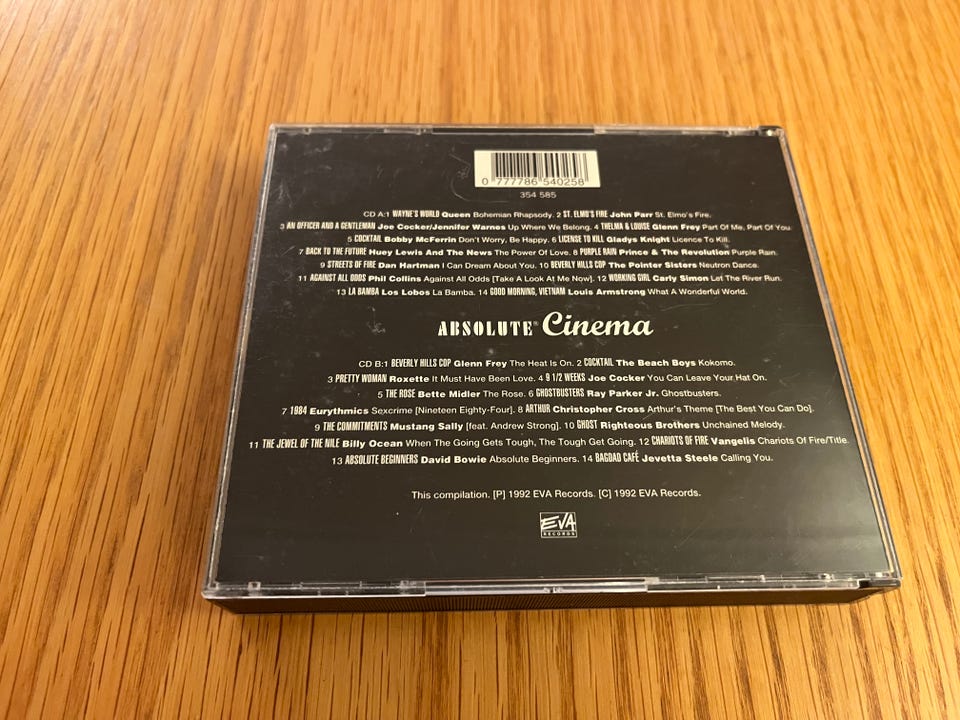 0 777786 540258
354 585
CD A:1 WAYNE'S WORLD Queen Bohemian Rhapsody. 2 ST. ELMO'S FIRE John Parr St. Elmo's Fire.
3 AN OFFICER AND A GENTLEMAN Joe Cocker/Jennifer Warnes Up Where We Belong. 4 THELMA & LOUISE Glenn Frey Part Of Me, Part Of You.
5 COCKTAIL Bobby McFerrin Don't Worry, Be Happy. 6 LICENSE TO KILL Gladys Knight Licence To Kill.
7 BACK TO THE FUTURE Huey Lewis And The News The Power Of Love. 8 PURPLE RAIN Prince & The Revolution Purple Rain.
9 STREETS OF FIRE Dan Hartman I Can Dream About You. 10 BEVERLY HILLS COP The Pointer Sisters Neutron Dance.
11 AGAINST ALL ODDS Phil Collins Against All Odds [Take A Look At Me Now]. 12 WORKING GIRL Carly Simon Let The River Run.
13 LA BAMBA Los Lobos La Bamba. 14 GOOD MORNING, VIETNAM Louis Armstrong What A Wonderful World.
ABSOLUTE Cinema
CD B:1 BEVERLY HILLS COP Glenn Frey The Heat Is On. 2 COCKTAIL The Beach Boys Kokomo.
3 PRETTY WOMAN Roxette It Must Have Been Love. 4 9 1/2 WEEKS Joe Cocker You Can Leave Your Hat On.
5 THE ROSE Bette Midler The Rose. 6 GHOSTBUSTERS Ray Parker Jr. Ghostbusters.
7 1984 Eurythmics Sexcrime [Nineteen Eighty-Four]. 8 ARTHUR Christopher Cross Arthur's Theme [The Best You Can Do].
9 THE COMMITMENTS Mustang Sally [feat. Andrew Strong]. 10 GHOST Righteous Brothers Unchained Melody.
11 THE JEWEL OF THE NILE Billy Ocean When The Going Gets Tough, The Tough Get Going. 12 CHARIOTS OF FIRE Vangelis Chariots Of Fire/Title.
13 ABSOLUTE BEGINNERS David Bowie Absolute Beginners. 14 BAGDAD CAFÉ Jevetta Steele Calling You.
This compilation. [P] 1992 EVA Records. [C] 1992 EVA Records.
EVA
RECORDS